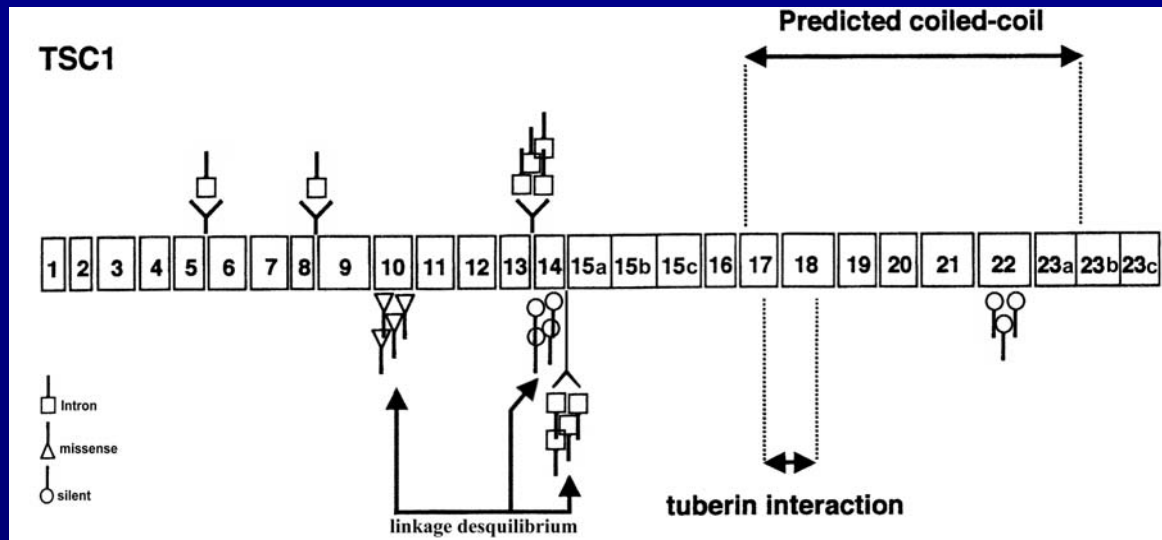 Predicted coiled-coil
TSC1
1 2 3 4 5 6 7 8 9 10 11 12 13 14 15a 15b 15c 16 17 18 19 20 21 22 23a 23b 23c
Intron
missense
silent
linkage desquilibrium
tuberin interaction